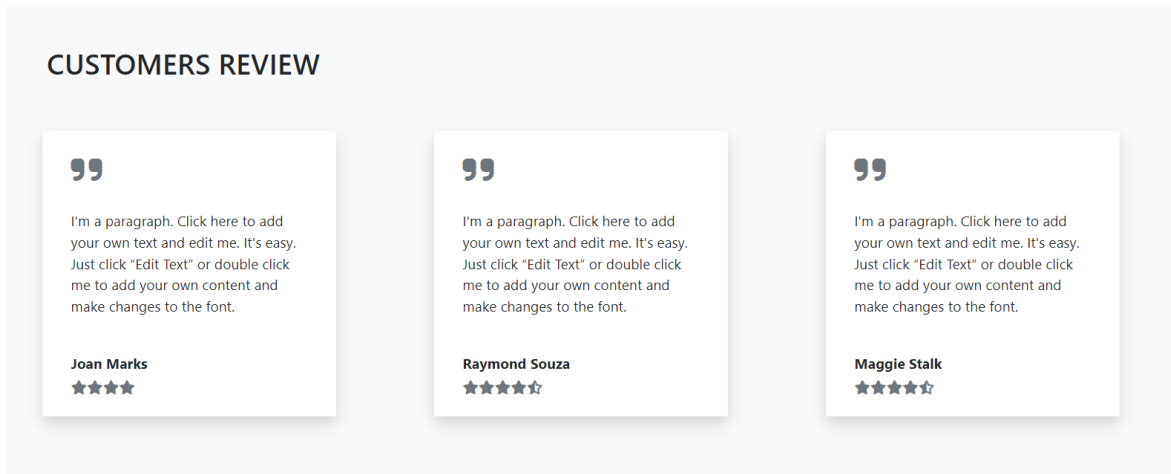 CUSTOMERS REVIEW
I'm a paragraph. Click here to add
your own text and edit me. It's easy.
Just click “Edit Text” or double click
me to add your own content and
make changes to the font.
Joan Marks
I'm a paragraph. Click here to add
your own text and edit me. It's easy.
Just click “Edit Text” or double click
me to add your own content and
make changes to the font.
Raymond Souza
I'm a paragraph. Click here to add
your own text and edit me. It's easy.
Just click “Edit Text” or double click
me to add your own content and
make changes to the font.
Maggie Stalk